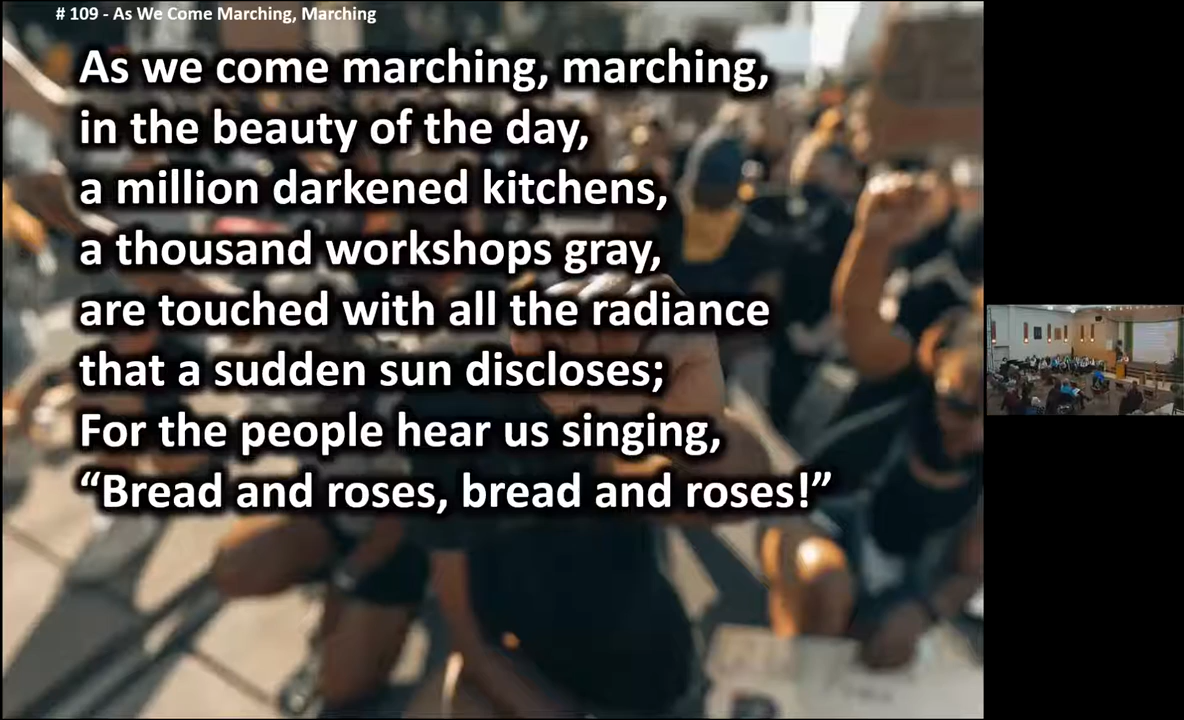 # 109 - As We Come Marching, Marching
As we come marching, marching,
in the beauty of the day,
a million darkened kitchens,
a thousand workshops gray,
are touched with all the radiance
that a sudden sun discloses;
For the people hear us singing,
“Bread and roses, bread and roses!”